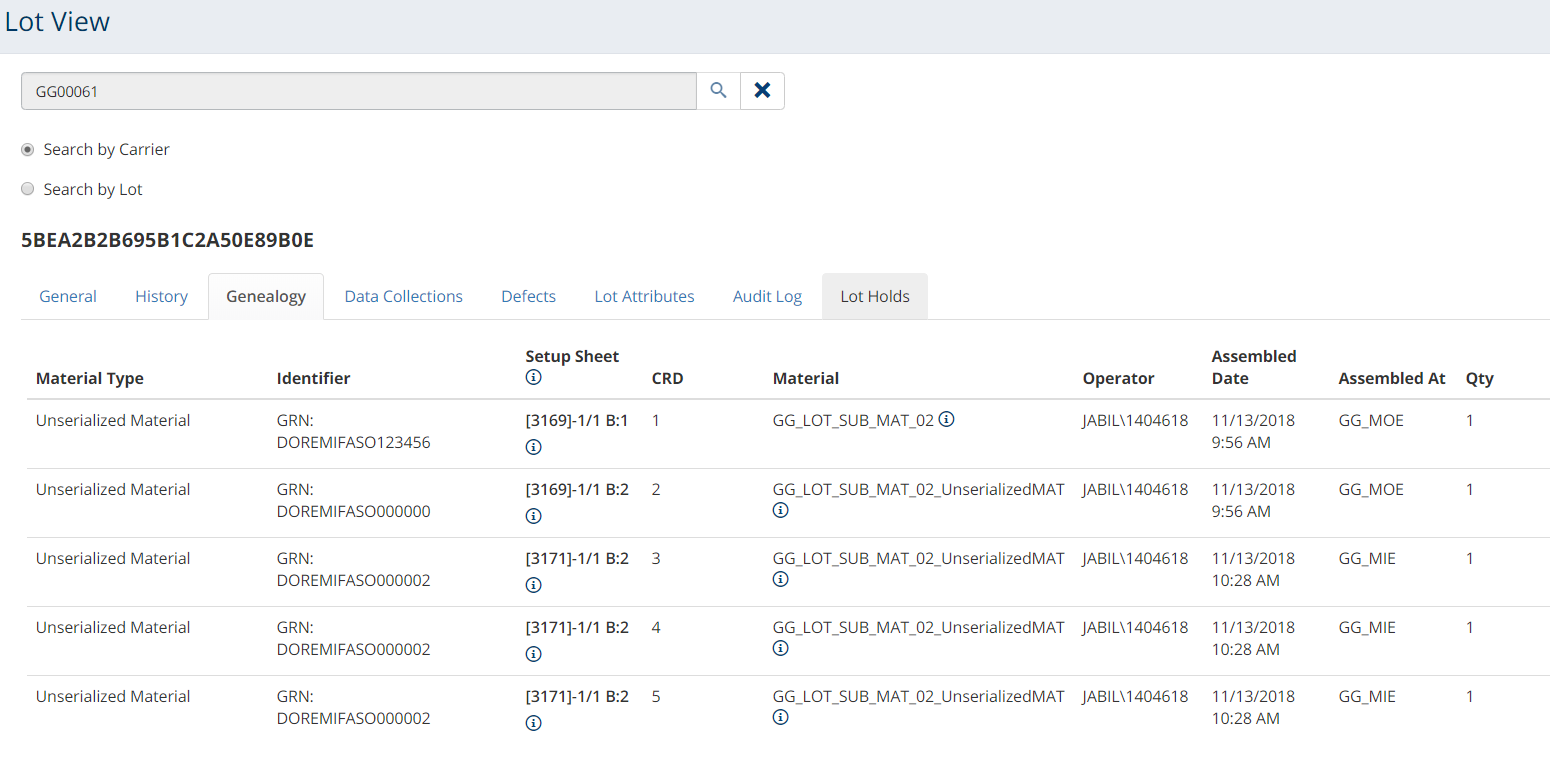 Lot View
GG00061
Search by Carrier
Search by Lot
5BEA2B2B695B1C2A50E89B0E
General History Genealogy Data Collections Defects Lot Attributes Audit Log Lot Holds
Material Type Identifier Setup Sheet CRD Material Operator Assembled Date Assembled At Qty
Unserialized Material GRN: DOREMIFASO123456 [3169]-1/1 B:1 1 GG_LOT_SUB_MAT_02 JABIL\1404618 11/13/2018 9:56 AM GG_MOE 1
Unserialized Material GRN: DOREMIFASO000000 [3169]-1/1 B:2 2 GG_LOT_SUB_MAT_02_UnserializedMAT JABIL\1404618 11/13/2018 9:56 AM GG_MOE 1
Unserialized Material GRN: DOREMIFASO000002 [3171]-1/1 B:2 3 GG_LOT_SUB_MAT_02_UnserializedMAT JABIL\1404618 11/13/2018 10:28 AM GG_MIE 1
Unserialized Material GRN: DOREMIFASO000002 [3171]-1/1 B:2 4 GG_LOT_SUB_MAT_02_UnserializedMAT JABIL\1404618 11/13/2018 10:28 AM GG_MIE 1
Unserialized Material GRN: DOREMIFASO000002 [3171]-1/1 B:2 5 GG_LOT_SUB_MAT_02_UnserializedMAT JABIL\1404618 11/13/2018 10:28 AM GG_MIE 1